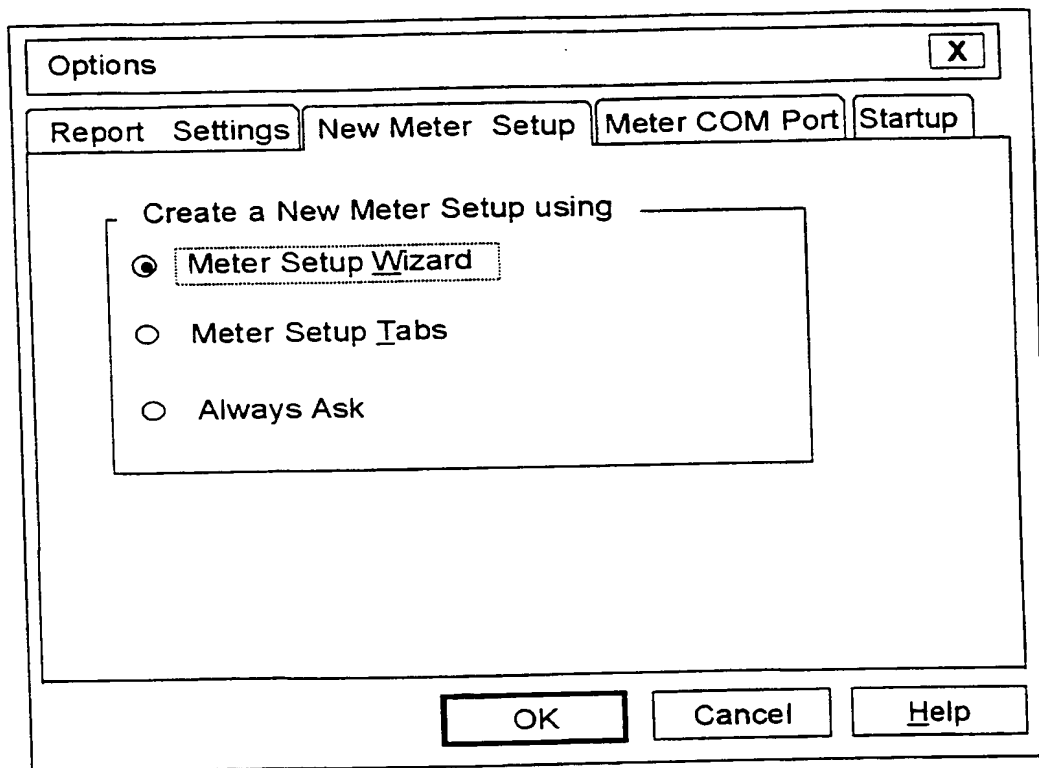 Options X
Report Settings New Meter Setup Meter COM Port Startup
Create a New Meter Setup using
Meter Setup Wizard
Meter Setup Tabs
Always Ask
OK Cancel Help